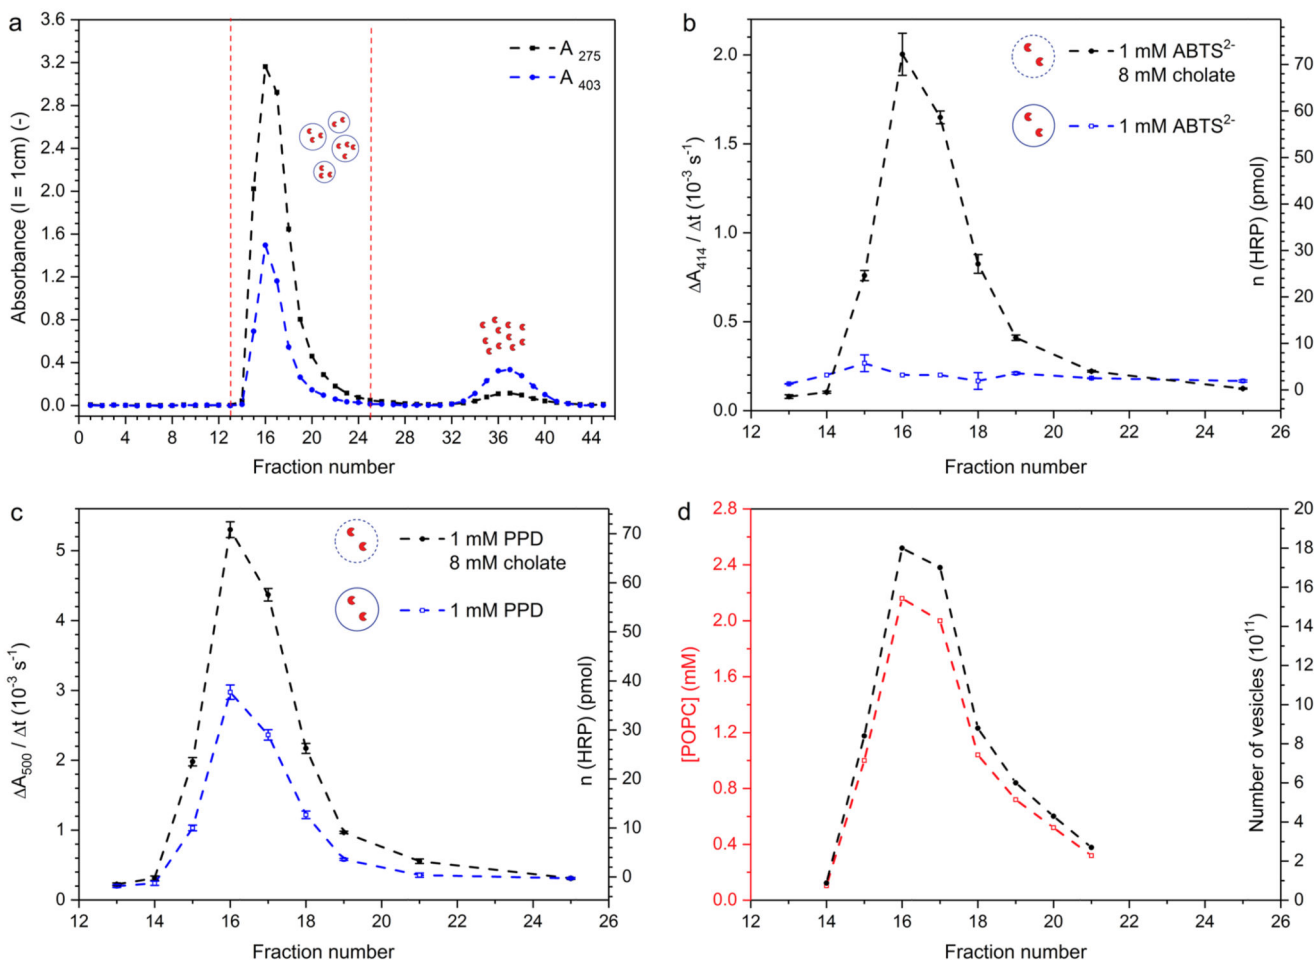 a
3.6
3.2
2.8
2.4
2.0
1.6
1.2
0.8
0.4
0.0
Absorbance (l = 1cm) (-)
A 275
A 403
0 4 8 12 16 20 24 28 32 36 40 44
Fraction number
b
2.0
1.5
1.0
0.5
0.0
ΔA414 / Δt (10-3 s-1)
1 mM ABTS2-
8 mM cholate
1 mM ABTS2-
70
60
50
40
30
20
10
0
n (HRP) (pmol)
12 14 16 18 20 22 24 26
Fraction number
c
5
4
3
2
1
0
ΔA500 / Δt (10-3 s-1)
1 mM PPD
8 mM cholate
1 mM PPD
70
60
50
40
30
20
10
0
n (HRP) (pmol)
12 14 16 18 20 22 24 26
Fraction number
d
2.8
2.4
2.0
1.6
1.2
0.8
0.4
0.0
[POPC] (mM)
20
18
16
14
12
10
8
6
4
2
0
Number of vesicles (1011)
12 14 16 18 20 22 24 26
Fraction number